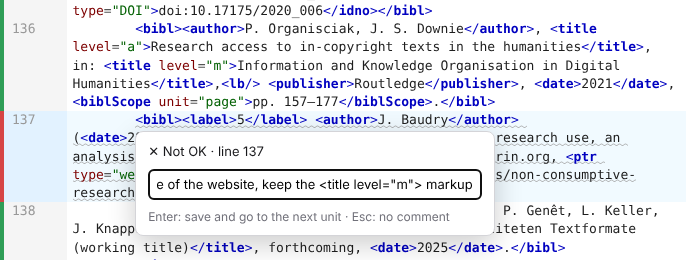 type="DOI">doi:10.17175/2020_006</idno></bibl>
136 <bibl><author>P. Organisciak, J. S. Downie</author>, <title
level="a">Research access to in-copyright texts in the humanities</title>,
in: <title level="m">Information and Knowledge Organisation in Digital
Humanities</title>,<lb/> <publisher>Routledge</publisher>, <date>2021</date>,
<biblScope unit="page">pp. 157–177</biblScope>.</bibl>
137 <bibl><label>5</label> <author>J. Baudry</author>
(<date>2 research use, an
analysis rin.org, <ptr
type="we s/non-consumptive-
research
✕ Not OK · line 137
e of the website, keep the <title level="m"> markup
Enter: save and go to the next unit · Esc: no comment
138 P. Genêt, L. Keller,
J. Knapp iteten Textformate
(working title)</title>, forthcoming, <date>2025</date>.</bibl>